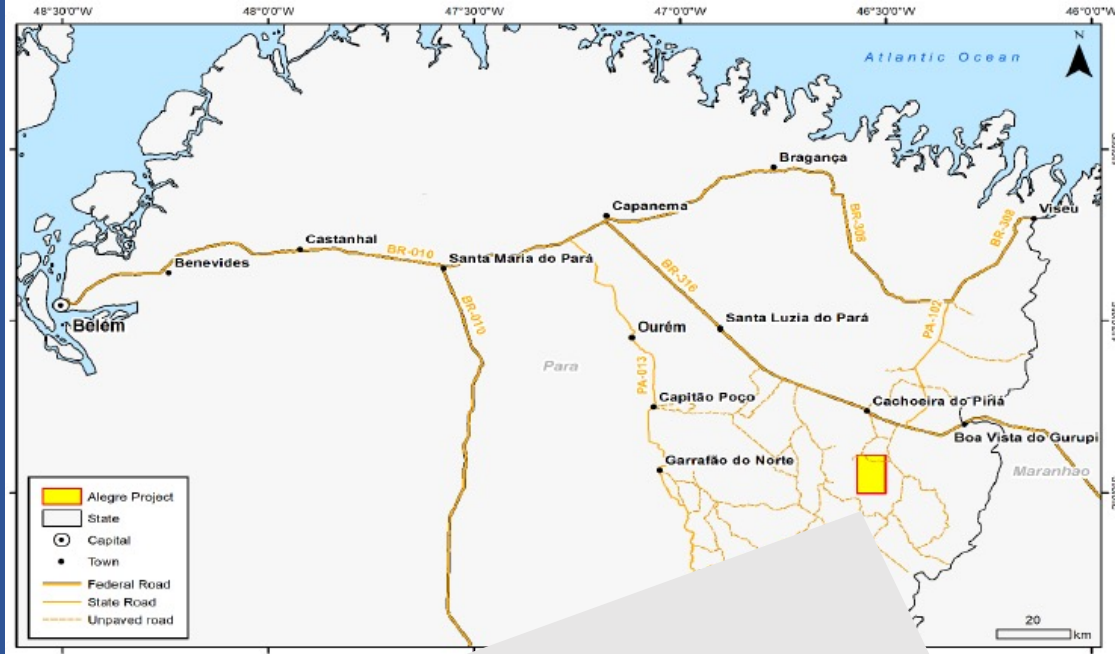 48°30'0"W
48°0'0"W
47°30'0"W
47°0'0"W
46°30'0"W
46°0'0"W
N
Atlantic Ocean
Bragança
Capanema
Viseu
BR-308
BR-308
Castanhal
BR-010
Santa Maria do Pará
Benevides
BR-316
BR-010
Belém
Santa Luzia do Pará
PA-102
Ourém
Para
PA-013
Capitão Poço
Cachoeira do Piriá
Boa Vista do Gurupi
Garrafão do Norte
Maranhao
Alegre Project
State
Capital
Town
Federal Road
State Road
Unpaved road
20
km